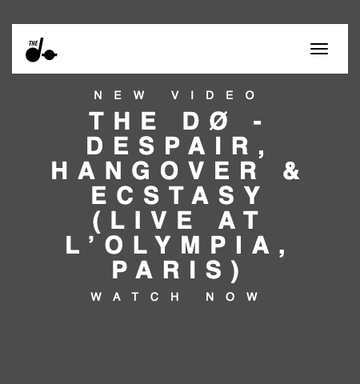 THE dø
NEW VIDEO
THE DØ -
DESPAIR,
HANGOVER &
ECSTASY
(LIVE AT
L’OLYMPIA,
PARIS)
WATCH NOW